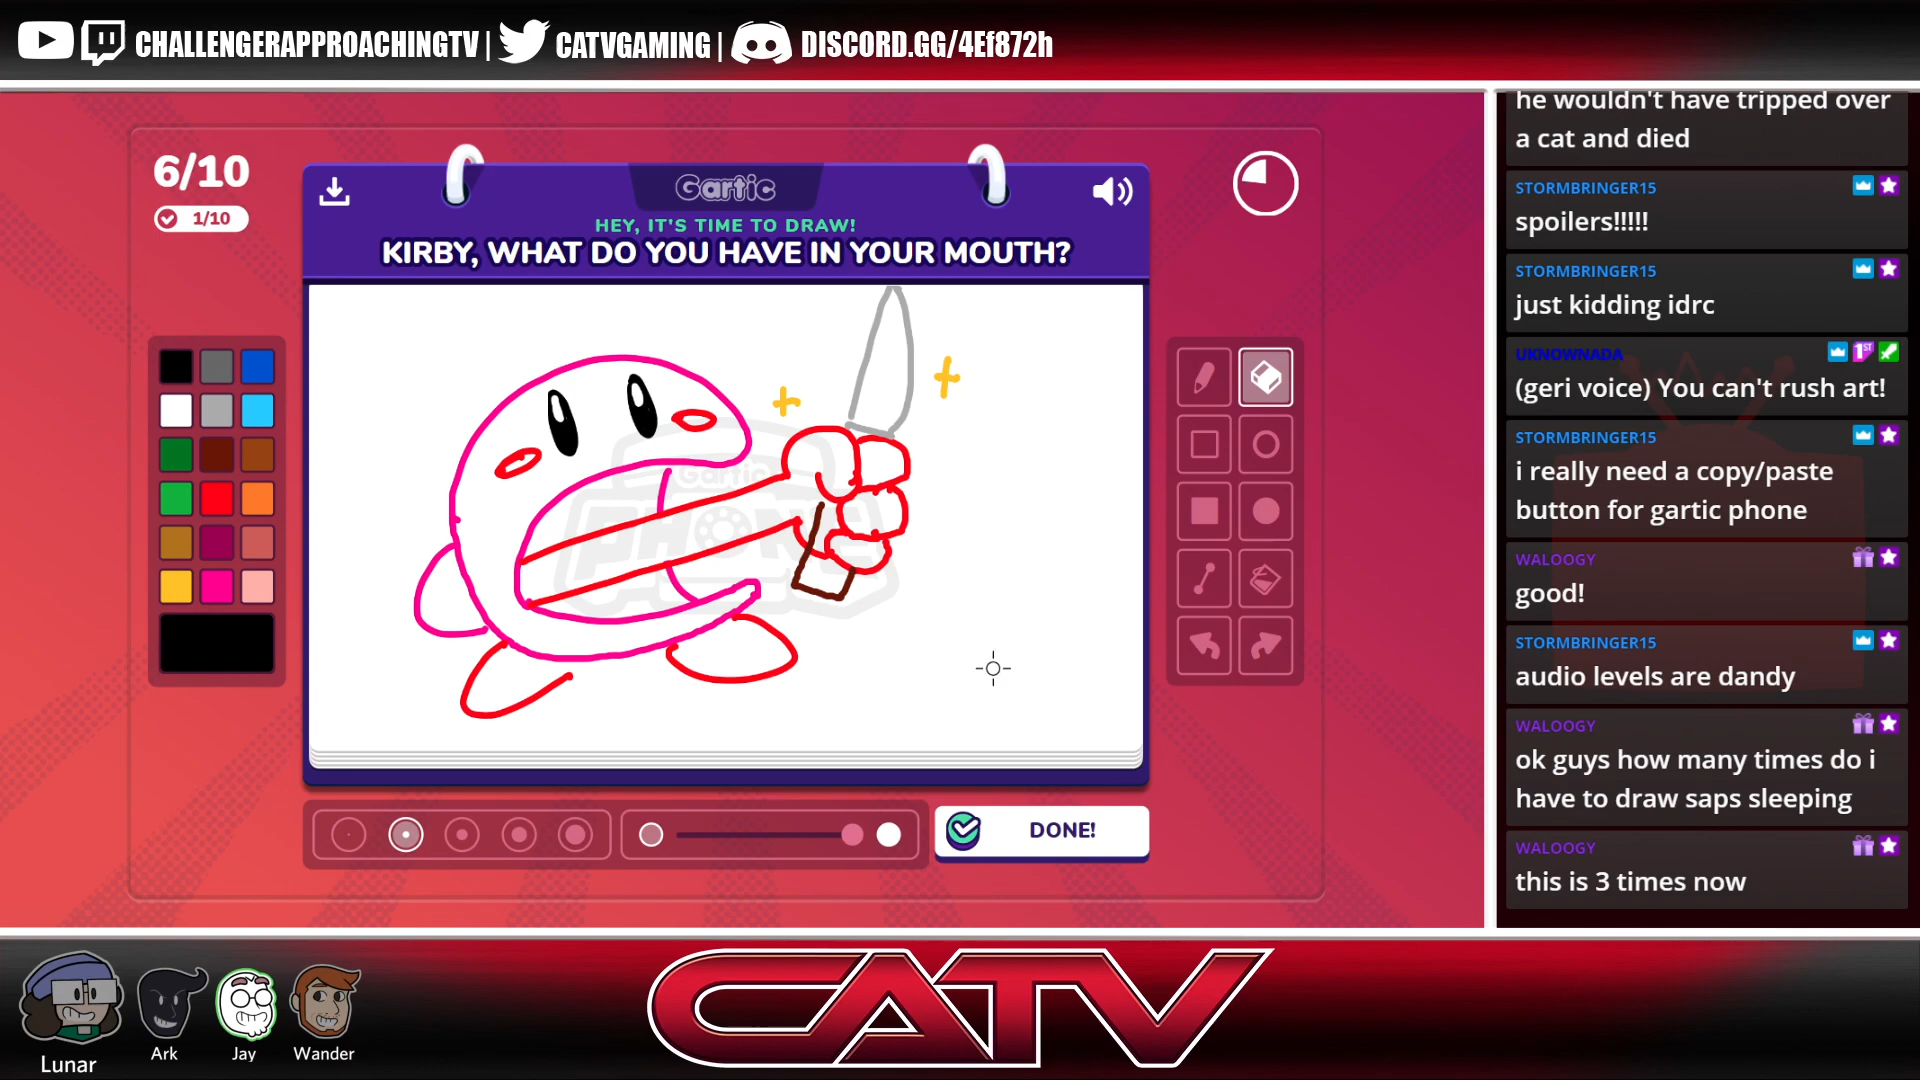 CHALLENGERAPPROACHINGTV | CATVGAMING | DISCORD.GG/4Ef872h
6/10
1/10
Gartic
HEY, IT'S TIME TO DRAW!
KIRBY, WHAT DO YOU HAVE IN YOUR MOUTH?
Gartic
PHONE
DONE!
he wouldn't have tripped over
a cat and died
STORMBRINGER15
spoilers!!!!!
STORMBRINGER15
just kidding idrc
UKNOWNADA
1ST
(geri voice) You can't rush art!
STORMBRINGER15
i really need a copy/paste
button for gartic phone
WALOOGY
good!
STORMBRINGER15
audio levels are dandy
WALOOGY
ok guys how many times do i
have to draw saps sleeping
WALOOGY
this is 3 times now
Lunar
Ark
Jay
Wander
CATV